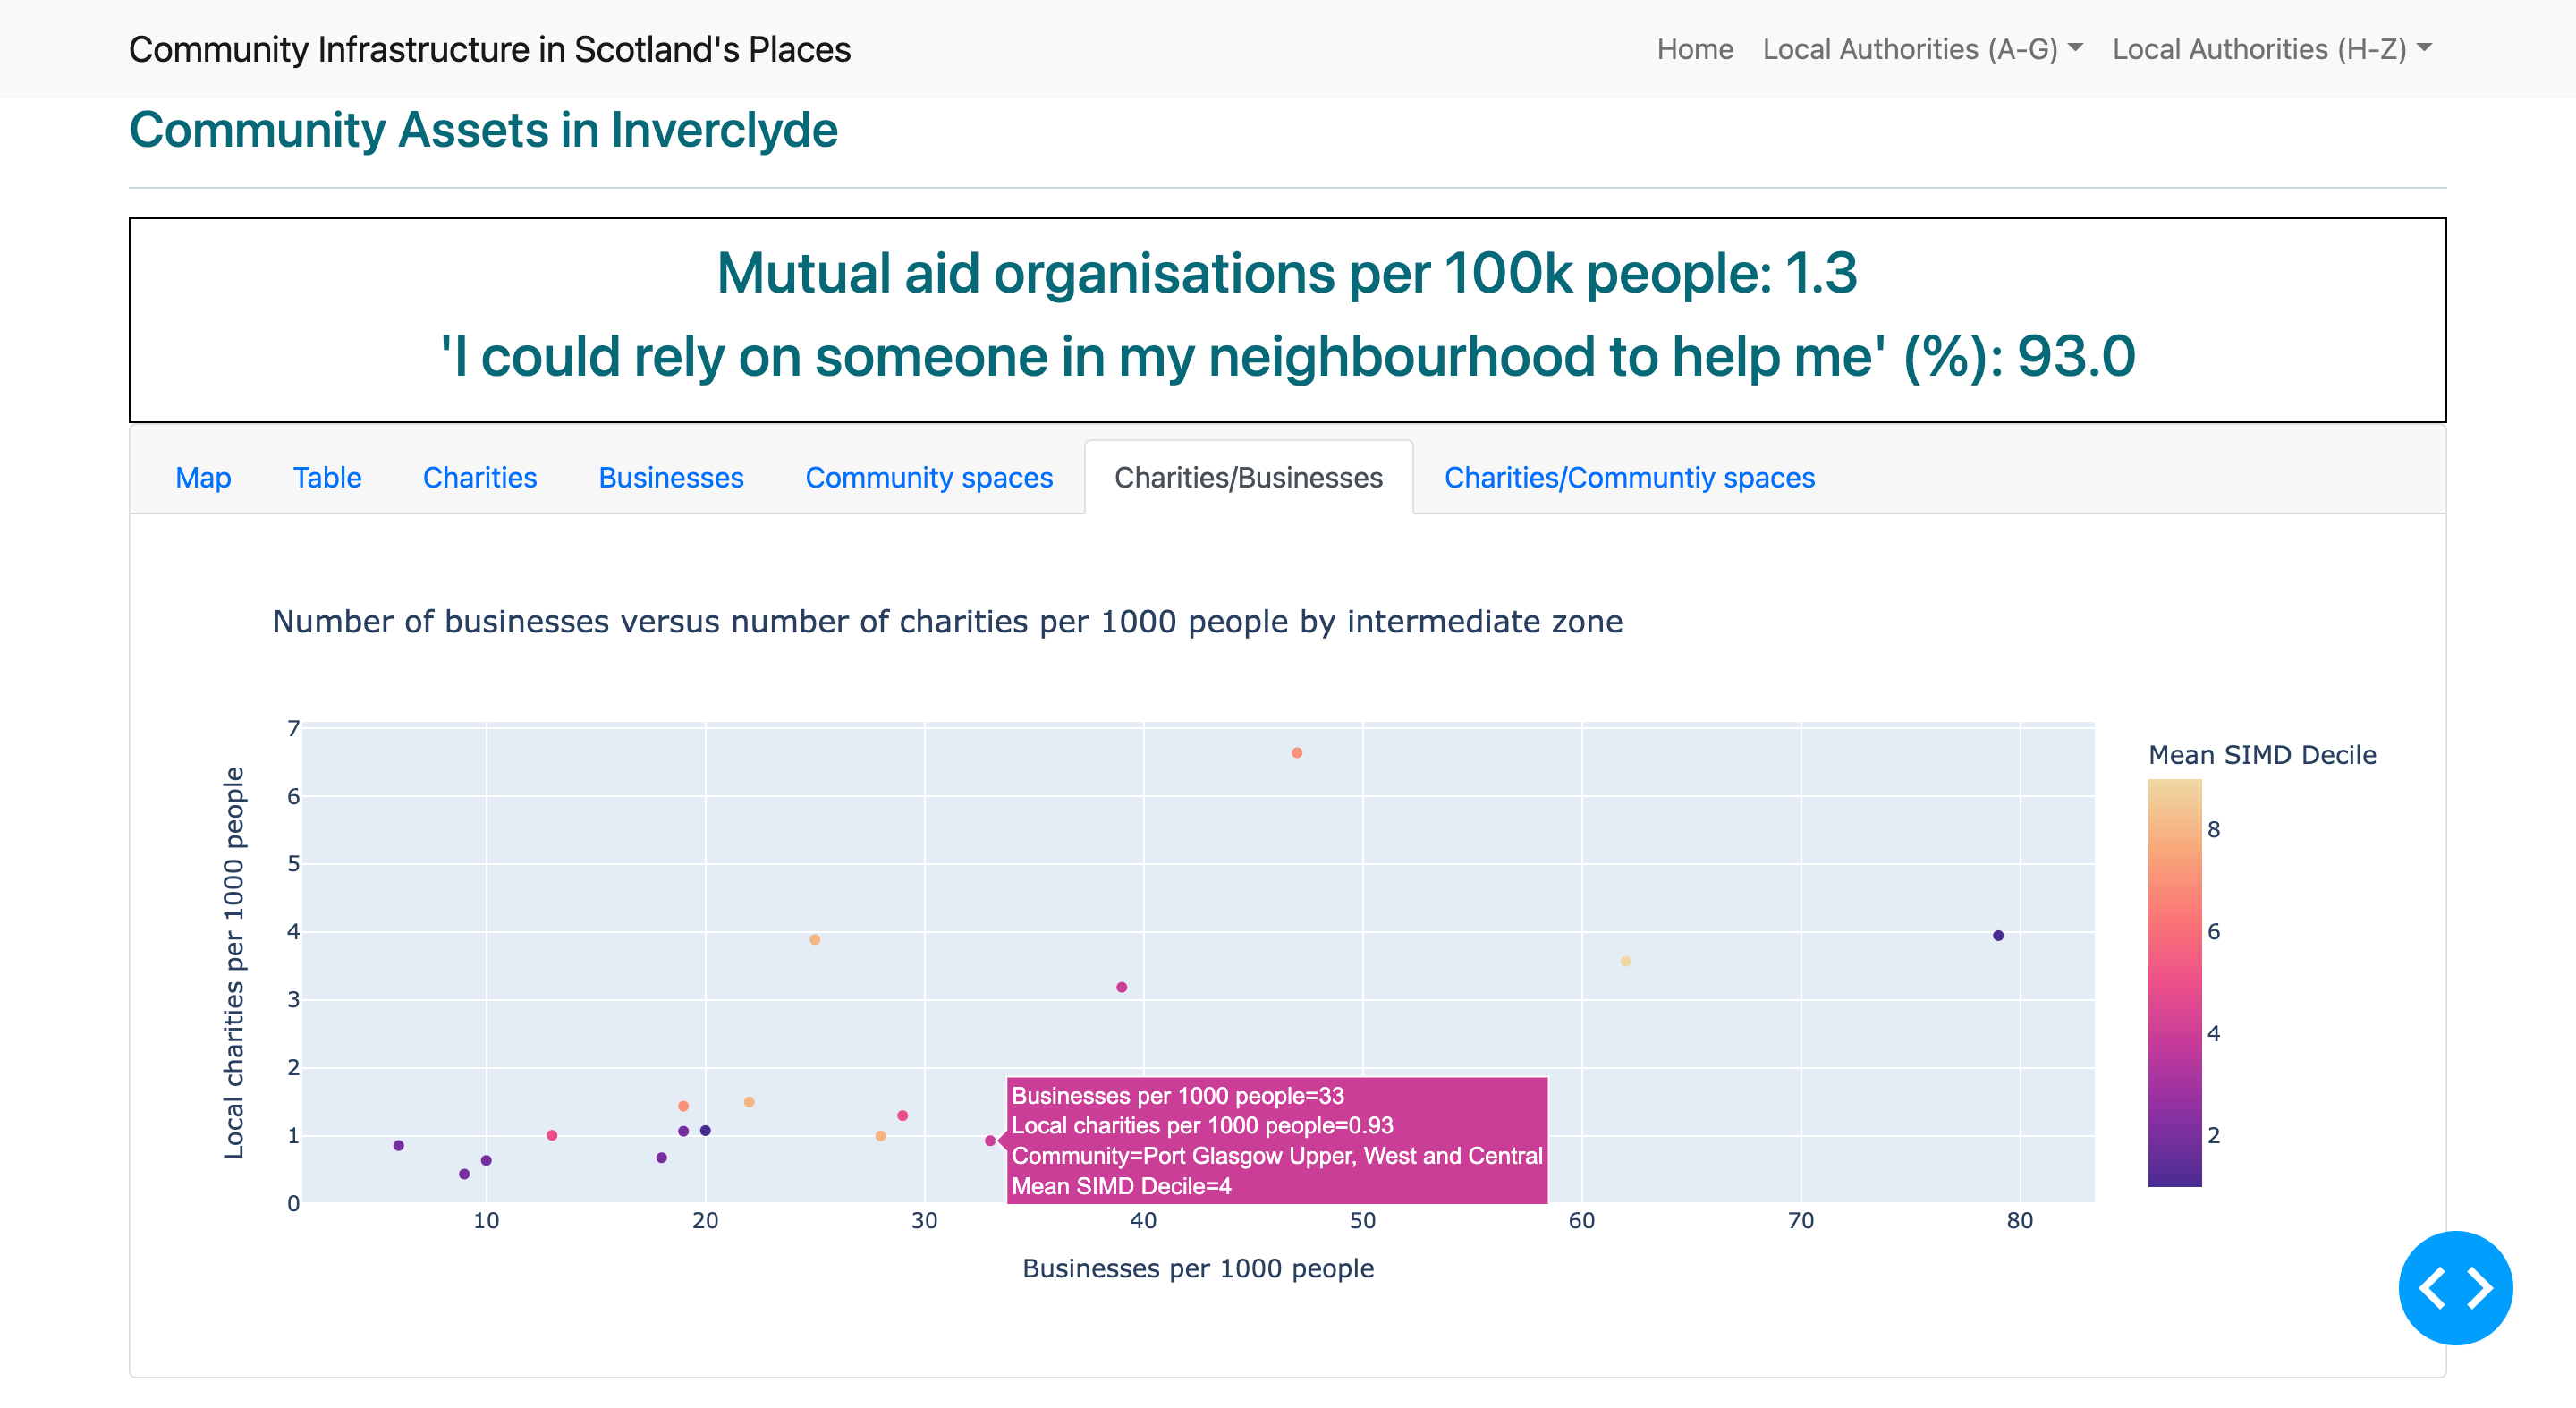 Community Infrastructure in Scotland's Places
Home Local Authorities (A-G) Local Authorities (H-Z)
Community Assets in Inverclyde
Mutual aid organisations per 100k people: 1.3
'I could rely on someone in my neighbourhood to help me' (%): 93.0
Map Table Charities Businesses Community spaces Charities/Businesses Charities/Communtiy spaces
Number of businesses versus number of charities per 1000 people by intermediate zone
Local charities per 1000 people
7
6
5
4
3
2
1
0
Businesses per 1000 people=33
Local charities per 1000 people=0.93
Community=Port Glasgow Upper, West and Central
Mean SIMD Decile=4
10 20 30 40 50 60 70 80
Businesses per 1000 people
Mean SIMD Decile
8
6
4
2